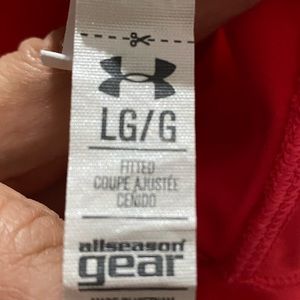 LG/G
FITTED
COUPE AJUSTÉE
CEÑIDO
allseason
gear